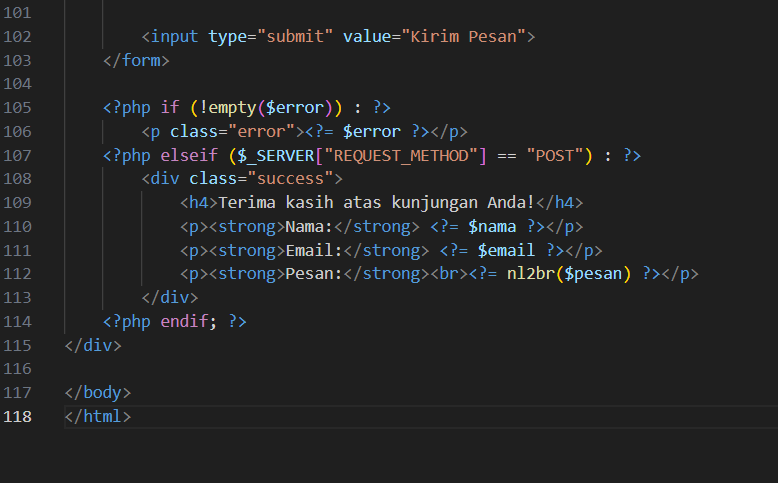 101
102 <input type="submit" value="Kirim Pesan">
103 </form>
104
105 <?php if (!empty($error)) : ?>
106 <p class="error"><?= $error ?></p>
107 <?php elseif ($_SERVER["REQUEST_METHOD"] == "POST") : ?>
108 <div class="success">
109 <h4>Terima kasih atas kunjungan Anda!</h4>
110 <p><strong>Nama:</strong> <?= $nama ?></p>
111 <p><strong>Email:</strong> <?= $email ?></p>
112 <p><strong>Pesan:</strong><br><?= nl2br($pesan) ?></p>
113 </div>
114 <?php endif; ?>
115 </div>
116
117 </body>
118 </html>